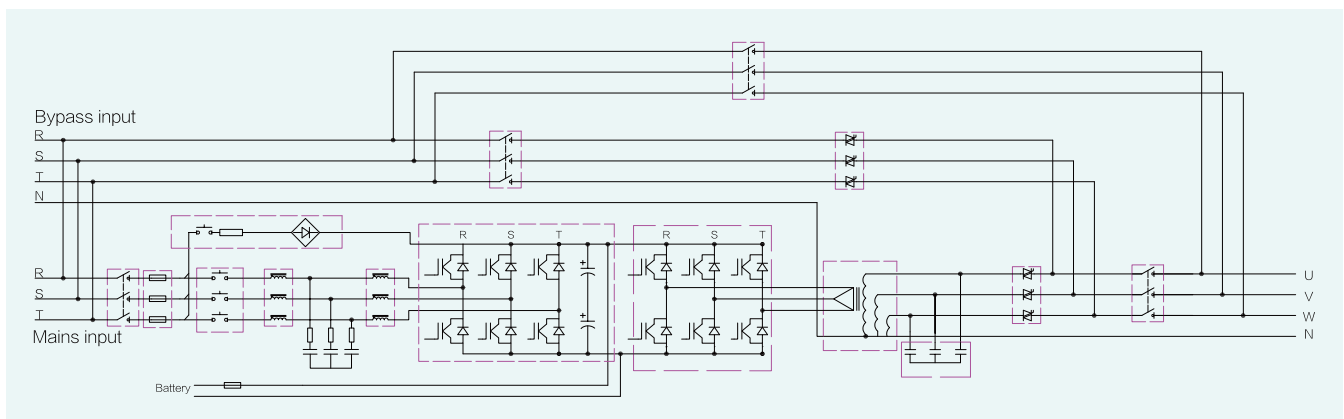 Bypass input
R
S
T
N
R S T R S T
R
S
T
Mains input
Battery
U
V
W
N